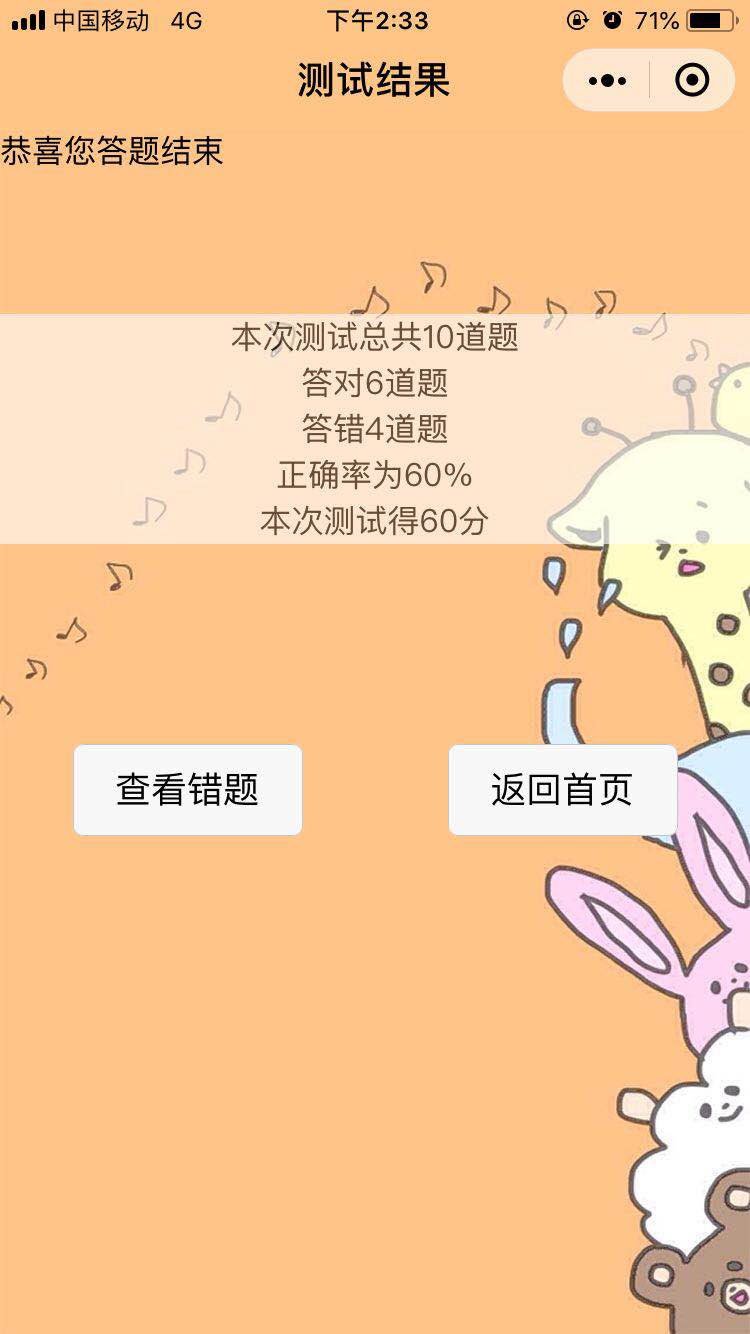 中国移动 4G 下午2:33 71%
测试结果
恭喜您答题结束
本次测试总共10道题
答对6道题
答错4道题
正确率为60%
本次测试得60分
查看错题 返回首页